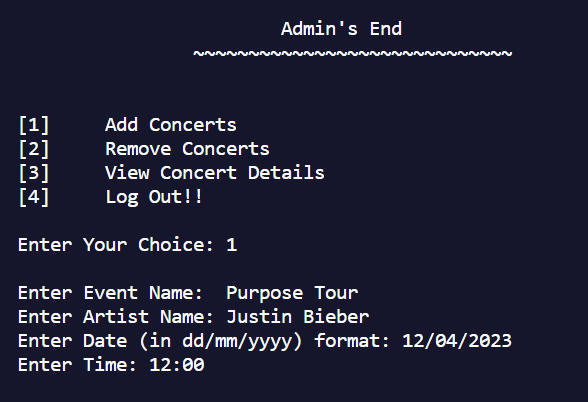 Admin's End
~~~~~~~~~~~~~~~~~~~~~~~~~~~~~
[1] Add Concerts
[2] Remove Concerts
[3] View Concert Details
[4] Log Out!!
Enter Your Choice: 1
Enter Event Name:  Purpose Tour
Enter Artist Name: Justin Bieber
Enter Date (in dd/mm/yyyy) format: 12/04/2023
Enter Time: 12:00